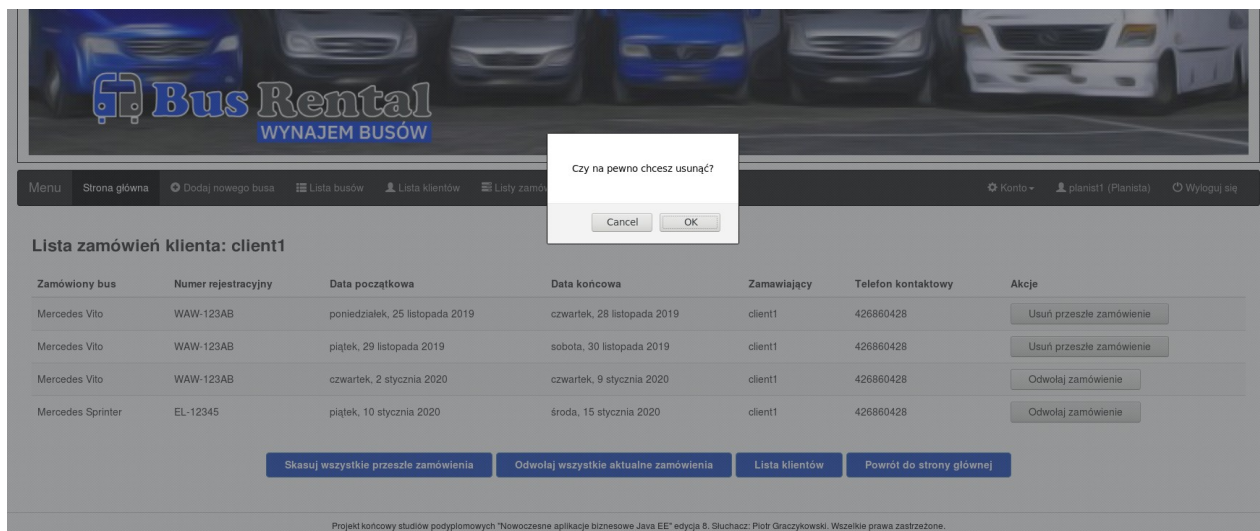 Bus Rental
WYNAJEM BUSÓW
Czy na pewno chcesz usunąć?
Cancel OK
Menu Strona główna Dodaj nowego busa Lista busów Lista klientów Listy Konto planist1 (Planista) Wyloguj się
Lista zamówień klienta: client1
Zamówiony bus Numer rejestracyjny Data początkowa Data końcowa Zamawiający Telefon kontaktowy Akcje
Mercedes Vito WAW-123AB poniedziałek, 25 listopada 2019 czwartek, 28 listopada 2019 client1 426860428 Usuń przeszłe zamówienie
Mercedes Vito WAW-123AB piątek, 29 listopada 2019 sobota, 30 listopada 2019 client1 426860428 Usuń przeszłe zamówienie
Mercedes Vito WAW-123AB czwartek, 2 stycznia 2020 czwartek, 9 stycznia 2020 client1 426860428 Odwołaj zamówienie
Mercedes Sprinter EL-12345 piątek, 10 stycznia 2020 środa, 15 stycznia 2020 client1 426860428 Odwołaj zamówienie
Skasuj wszystkie przeszłe zamówienia Odwołaj wszystkie aktualne zamówienia Lista klientów Powrót do strony głównej
Projekt końcowy studiów podyplomowych "Nowoczesne aplikacje biznesowe Java EE" edycja 8. Słuchacz: Piotr Graczykowski. Wszelkie prawa zastrzeżone.